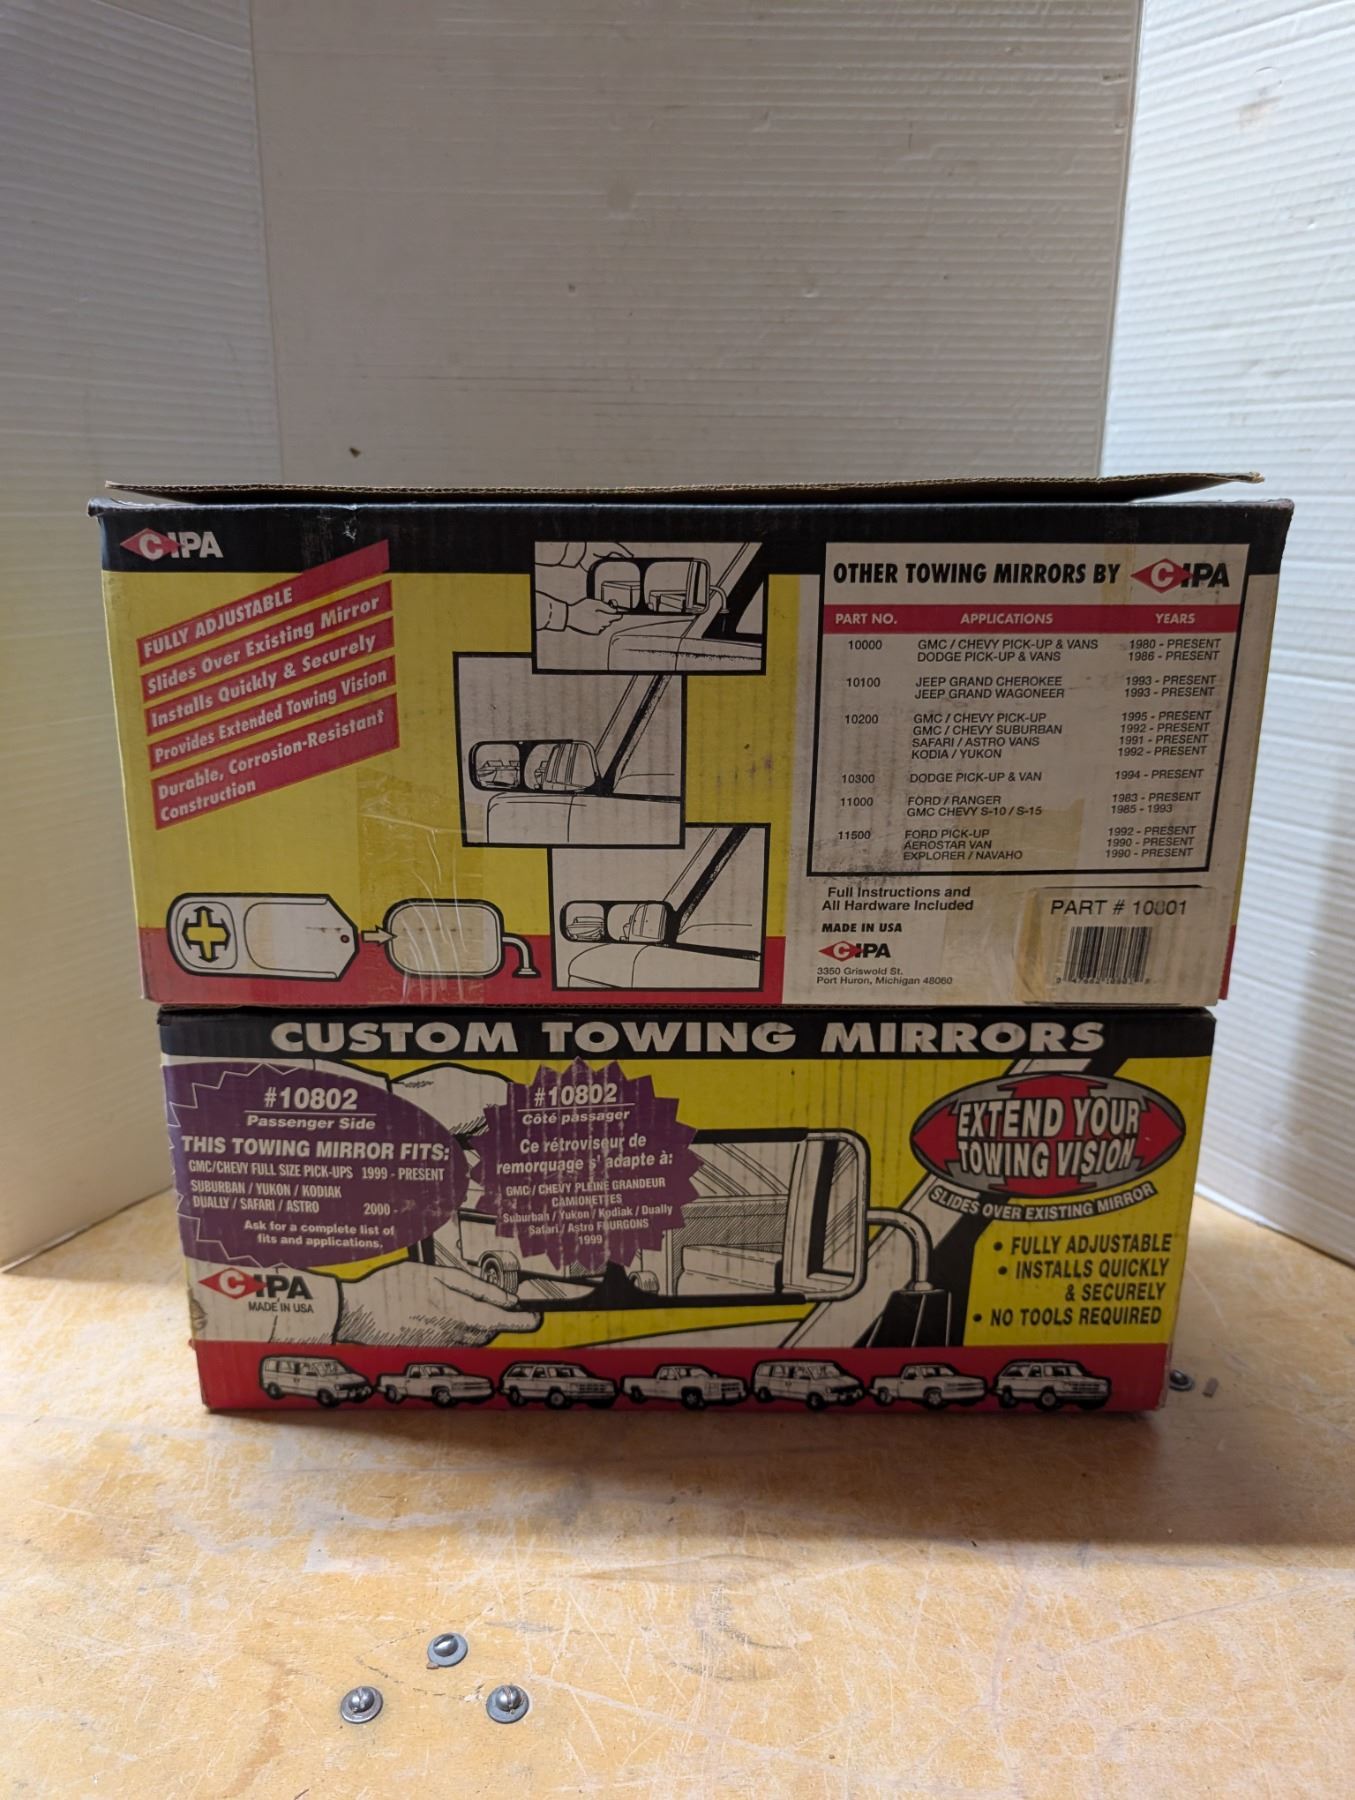 CIPA
FULLY ADJUSTABLE
Slides Over Existing Mirror
Installs Quickly & Securely
Provides Extended Towing Vision
Durable, Corrosion-Resistant
Construction
OTHER TOWING MIRRORS BY CIPA
PART NO. APPLICATIONS YEARS
10000 GMC / CHEVY PICK-UP & VANS 1980 - PRESENT
DODGE PICK-UP & VANS 1986 - PRESENT
10100 JEEP GRAND CHEROKEE 1993 - PRESENT
JEEP GRAND WAGONEER 1993 - PRESENT
10200 GMC / CHEVY PICK-UP 1995 - PRESENT
GMC / CHEVY SUBURBAN 1992 - PRESENT
SAFARI / ASTRO VANS 1991 - PRESENT
KODIA / YUKON 1992 - PRESENT
10300 DODGE PICK-UP & VAN 1994 - PRESENT
11000 FORD / RANGER 1983 - PRESENT
GMC CHEVY S-10 / S-15 1985 - 1993
11500 FORD PICK-UP 1992 - PRESENT
AEROSTAR VAN 1990 - PRESENT
EXPLORER / NAVAHO 1990 - PRESENT
Full Instructions and
All Hardware Included
MADE IN USA
CIPA
3350 Griswold St.
Port Huron, Michigan 48060
PART # 10801
CUSTOM TOWING MIRRORS
#10802
Passenger Side
THIS TOWING MIRROR FITS:
GMC/CHEVY FULL SIZE PICK-UPS 1999 - PRESENT
SUBURBAN / YUKON / KODIAK
DUALLY / SAFARI / ASTRO 2000 -
Ask for a complete list of
fits and applications.
#10802
Côté passager
Ce rétroviseur de
remorquage s' adapte à:
GMC / CHEVY PLEINE GRANDEUR
CAMIONETTES
Suburban / Yukon / Kodiak / Dually
Safari / Astro FOURGONS
1999
CIPA
MADE IN USA
EXTEND YOUR
TOWING VISION
SLIDES OVER EXISTING MIRROR
• FULLY ADJUSTABLE
• INSTALLS QUICKLY
& SECURELY
• NO TOOLS REQUIRED